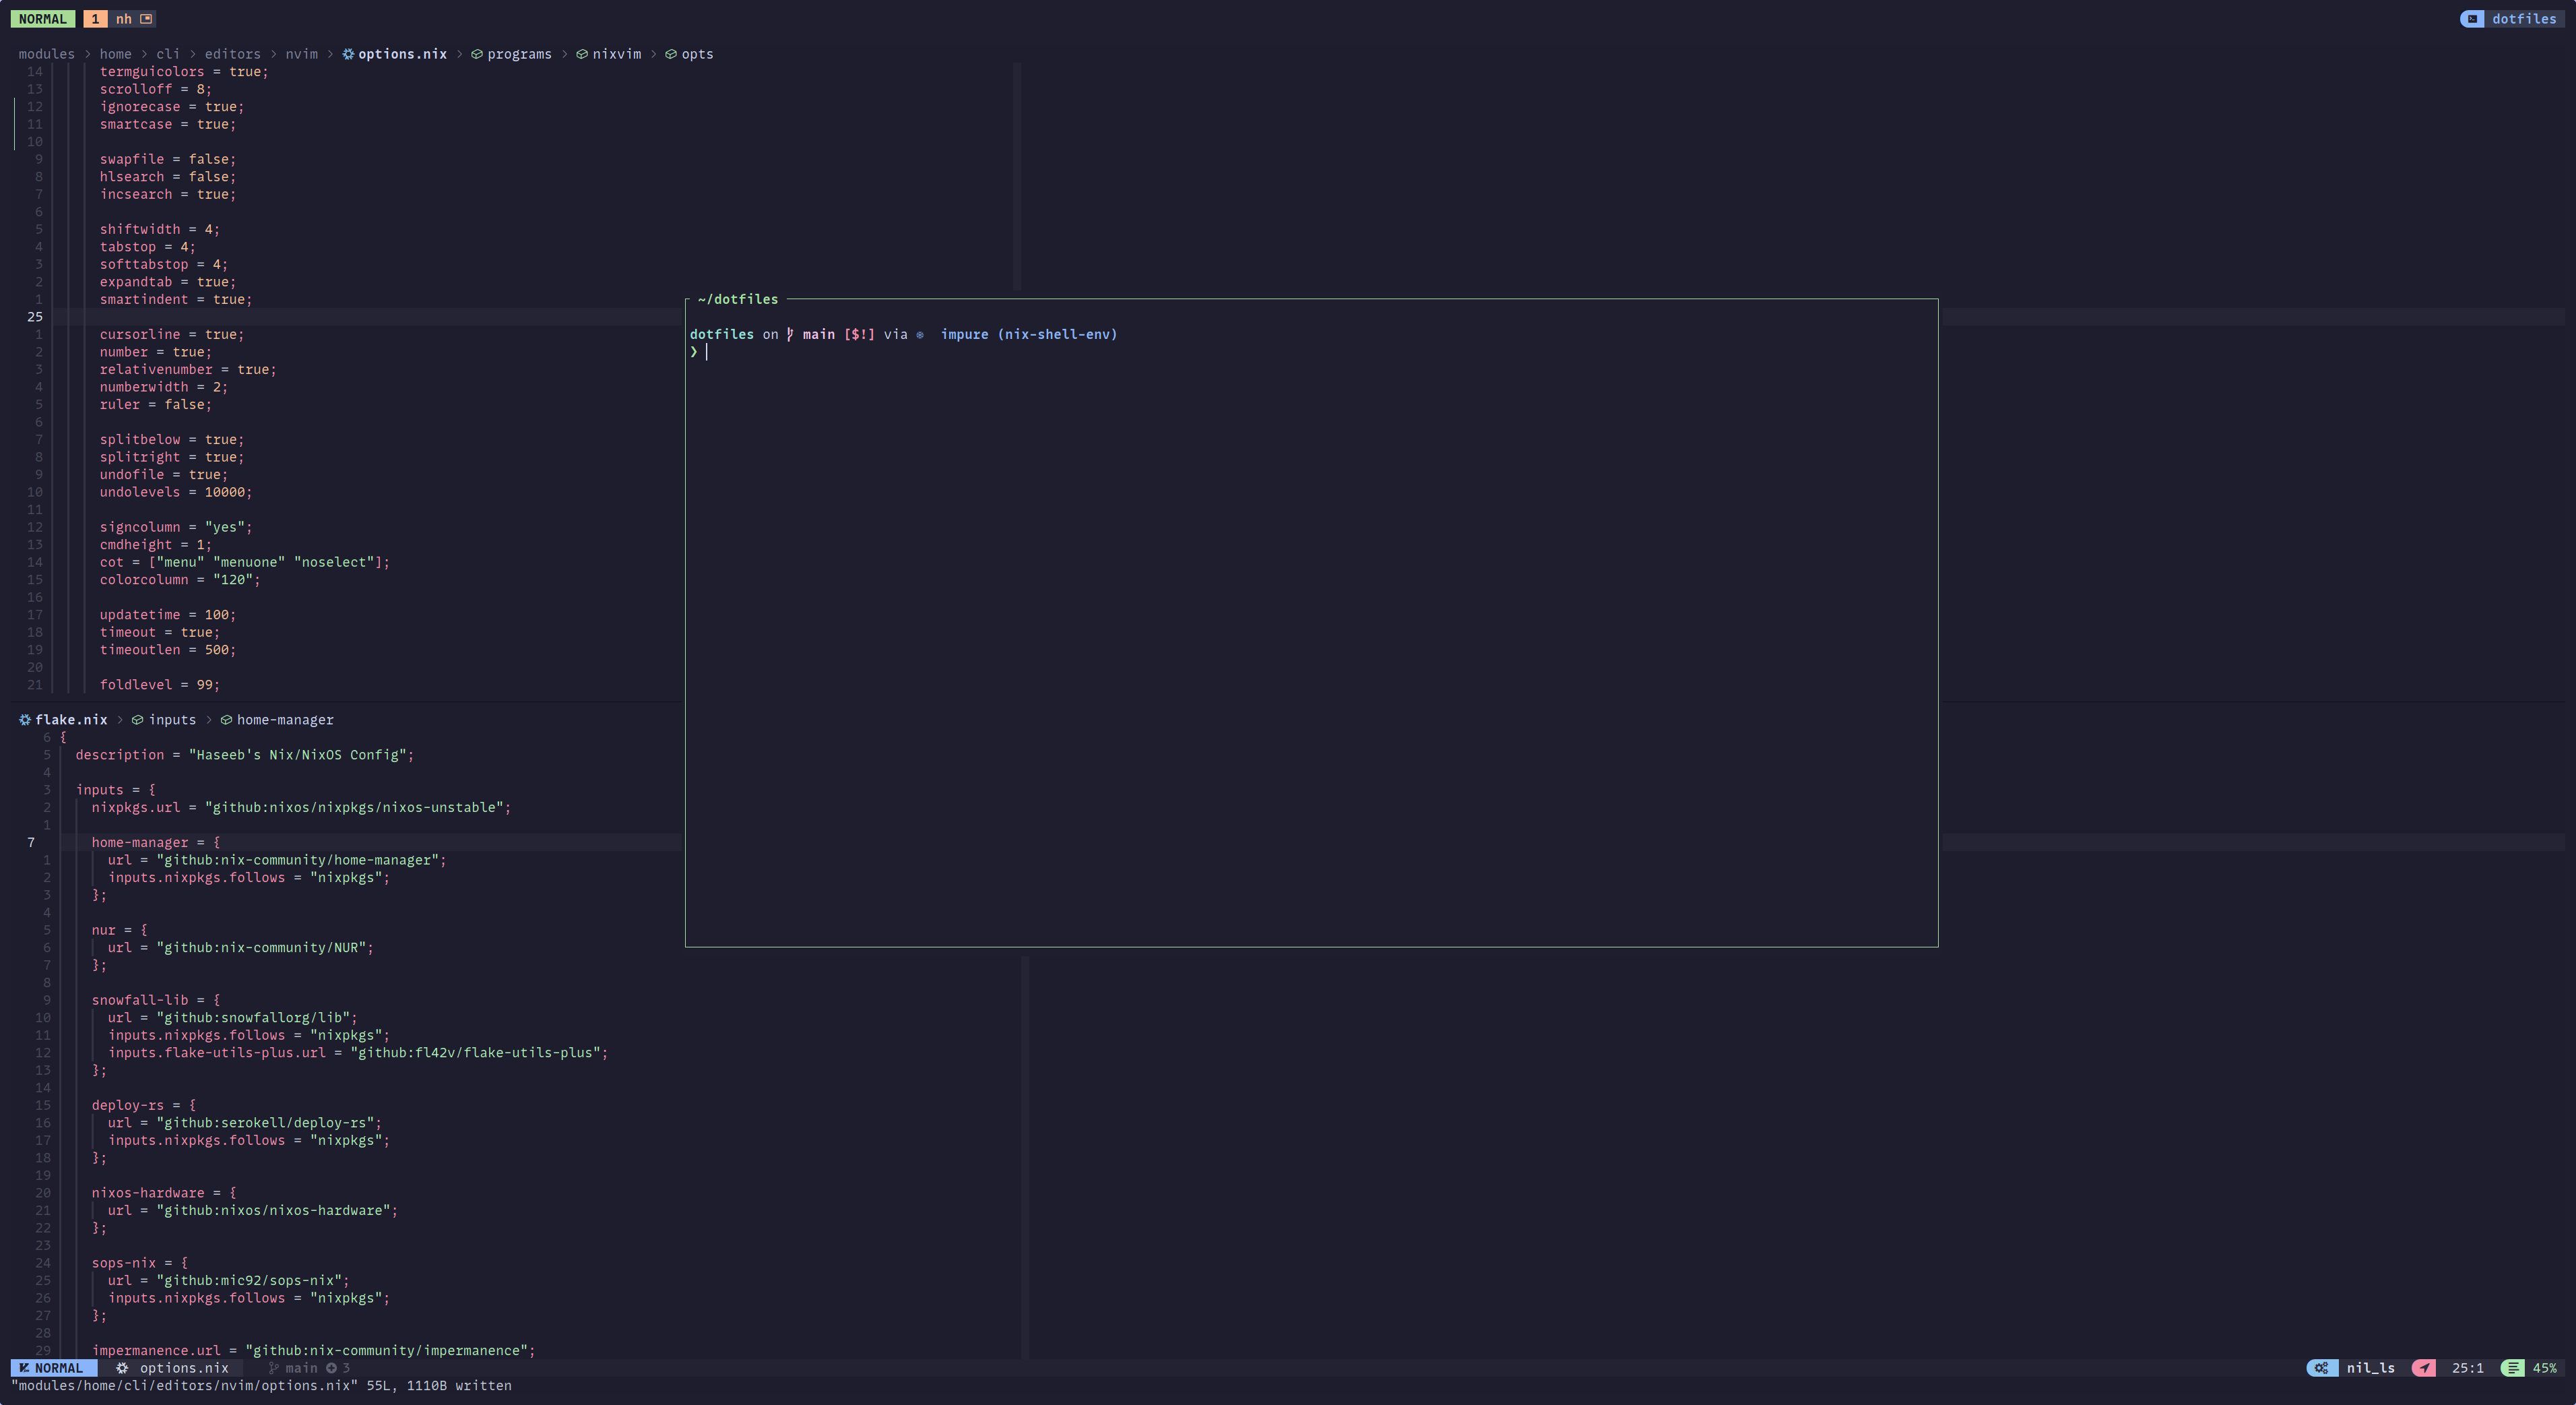 NORMAL 1 nh dotfiles
modules > home > cli > editors > nvim > options.nix > programs > nixvim > opts
14 termguicolors = true;
13 scrolloff = 8;
12 ignorecase = true;
11 smartcase = true;
10
9 swapfile = false;
8 hlsearch = false;
7 incsearch = true;
6
5 shiftwidth = 4;
4 tabstop = 4;
3 softtabstop = 4;
2 expandtab = true;
1 smartindent = true;
25
1 cursorline = true;
2 number = true;
3 relativenumber = true;
4 numberwidth = 2;
5 ruler = false;
6
7 splitbelow = true;
8 splitright = true;
9 undofile = true;
10 undolevels = 10000;
11
12 signcolumn = "yes";
13 cmdheight = 1;
14 cot = ["menu" "menuone" "noselect"];
15 colorcolumn = "120";
16
17 updatetime = 100;
18 timeout = true;
19 timeoutlen = 500;
20
21 foldlevel = 99;
~/dotfiles
dotfiles on main [$!] via impure (nix-shell-env)
❯
flake.nix > inputs > home-manager
6 {
5 description = "Haseeb's Nix/NixOS Config";
4
3 inputs = {
2 nixpkgs.url = "github:nixos/nixpkgs/nixos-unstable";
1
7 home-manager = {
1 url = "github:nix-community/home-manager";
2 inputs.nixpkgs.follows = "nixpkgs";
3 };
4
5 nur = {
6 url = "github:nix-community/NUR";
7 };
8
9 snowfall-lib = {
10 url = "github:snowfallorg/lib";
11 inputs.nixpkgs.follows = "nixpkgs";
12 inputs.flake-utils-plus.url = "github:fl42v/flake-utils-plus";
13 };
14
15 deploy-rs = {
16 url = "github:serokell/deploy-rs";
17 inputs.nixpkgs.follows = "nixpkgs";
18 };
19
20 nixos-hardware = {
21 url = "github:nixos/nixos-hardware";
22 };
23
24 sops-nix = {
25 url = "github:mic92/sops-nix";
26 inputs.nixpkgs.follows = "nixpkgs";
27 };
28
29 impermanence.url = "github:nix-community/impermanence";
NORMAL options.nix main 3 nil_ls 25:1 45%
"modules/home/cli/editors/nvim/options.nix" 55L, 1110B written